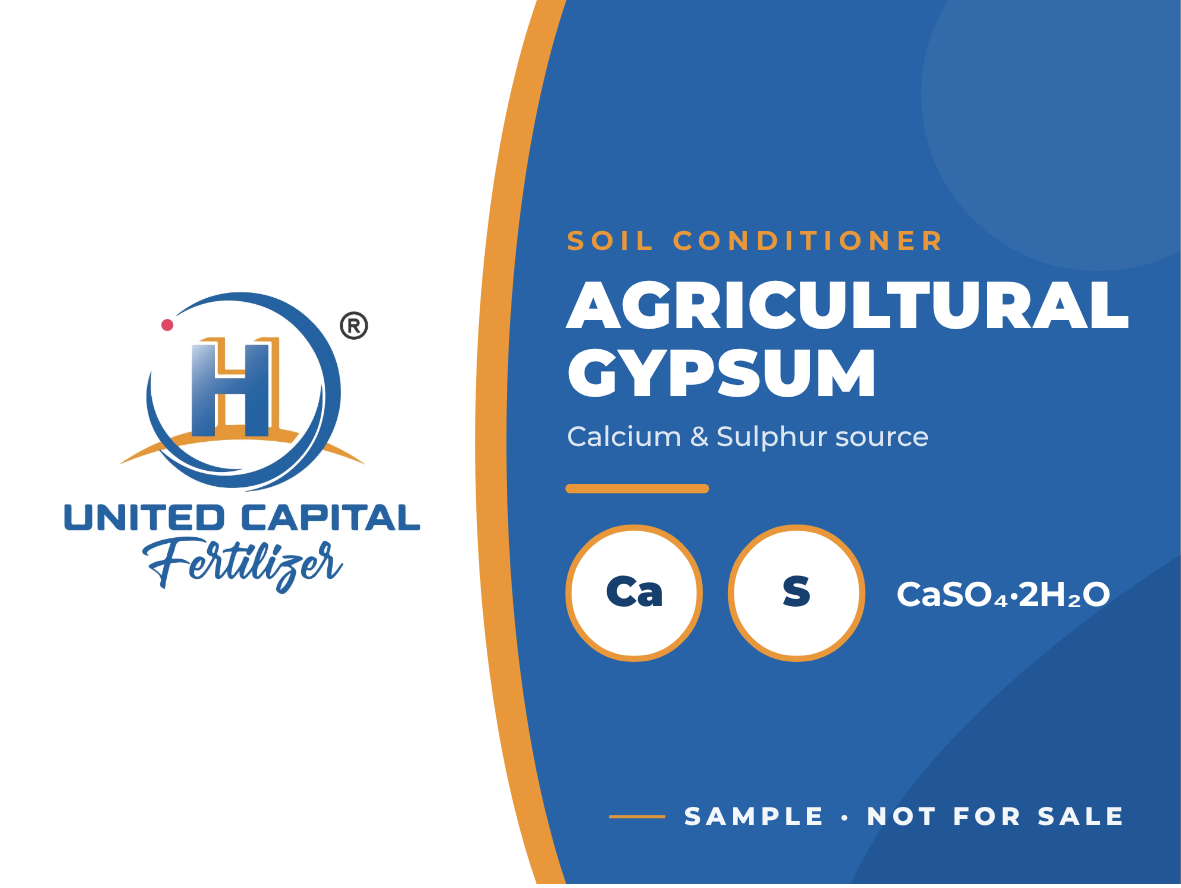 H
®
UNITED CAPITAL
Fertilizer
SOIL CONDITIONER
AGRICULTURAL
GYPSUM
Calcium & Sulphur source
Ca
S
CaSO₄·2H₂O
SAMPLE · NOT FOR SALE